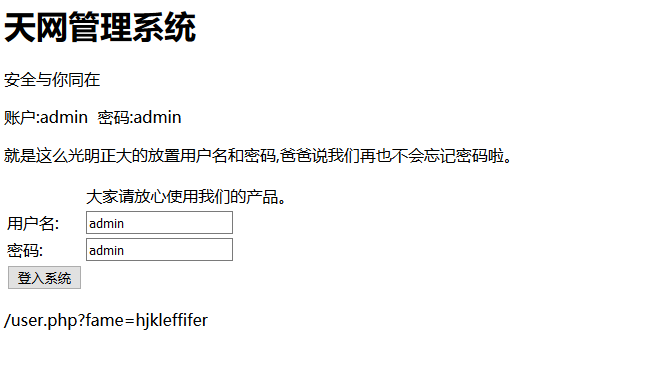 天网管理系统
安全与你同在
账户:admin 密码:admin
就是这么光明正大的放置用户名和密码,爸爸说我们再也不会忘记密码啦。
大家请放心使用我们的产品。
用户名: admin
密码: admin
登入系统
/user.php?fame=hjkleffifer